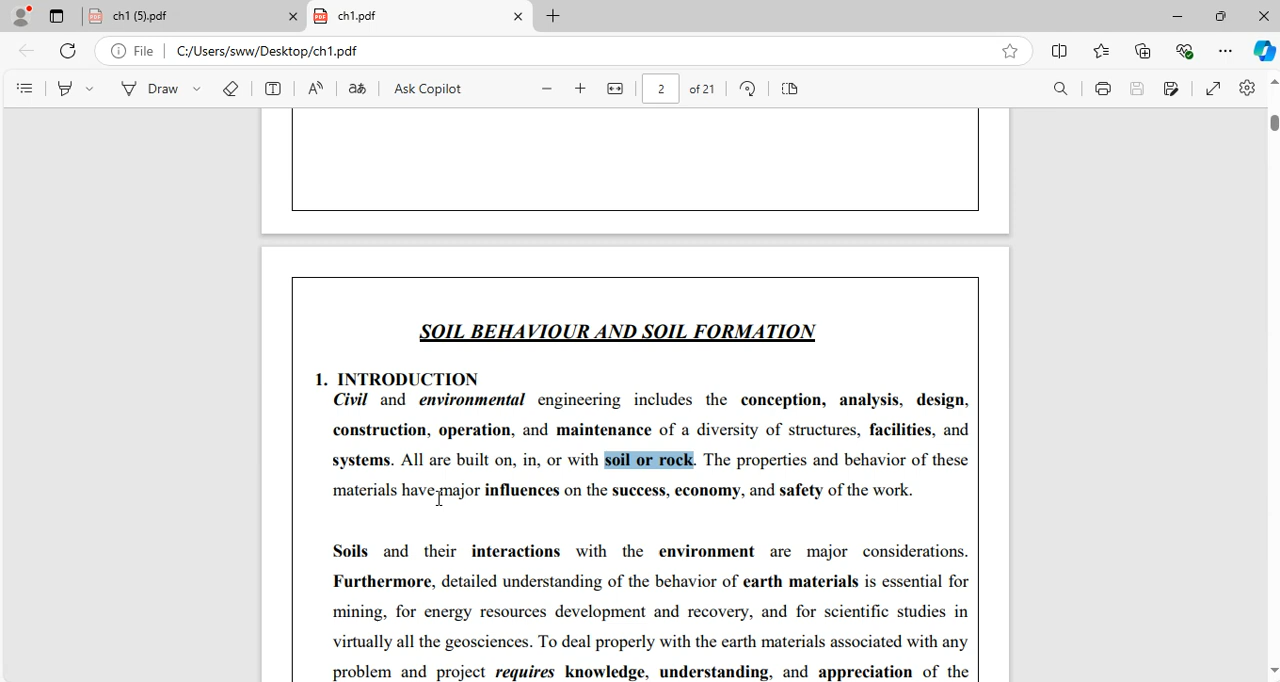 ch1 (5).pdf
ch1.pdf
File
C:/Users/sww/Desktop/ch1.pdf
Draw
Ask Copilot
2
of 21
SOIL BEHAVIOUR AND SOIL FORMATION
1. INTRODUCTION
Civil and environmental engineering includes the conception, analysis, design,
construction, operation, and maintenance of a diversity of structures, facilities, and
systems. All are built on, in, or with soil or rock. The properties and behavior of these
materials have major influences on the success, economy, and safety of the work.
Soils and their interactions with the environment are major considerations.
Furthermore, detailed understanding of the behavior of earth materials is essential for
mining, for energy resources development and recovery, and for scientific studies in
virtually all the geosciences. To deal properly with the earth materials associated with any
problem and project requires knowledge, understanding, and appreciation of the